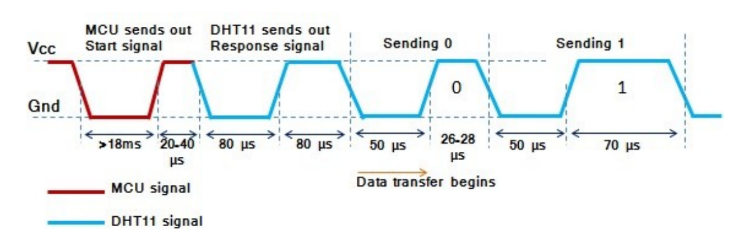 MCU sends out
Start signal
DHT11 sends out
Response signal
Sending 0
Sending 1
Vcc
0
1
Gnd
>18ms
20-40
µs
80 µs
80 µs
50 µs
26-28
µs
50 µs
70 µs
Data transfer begins
MCU signal
DHT11 signal